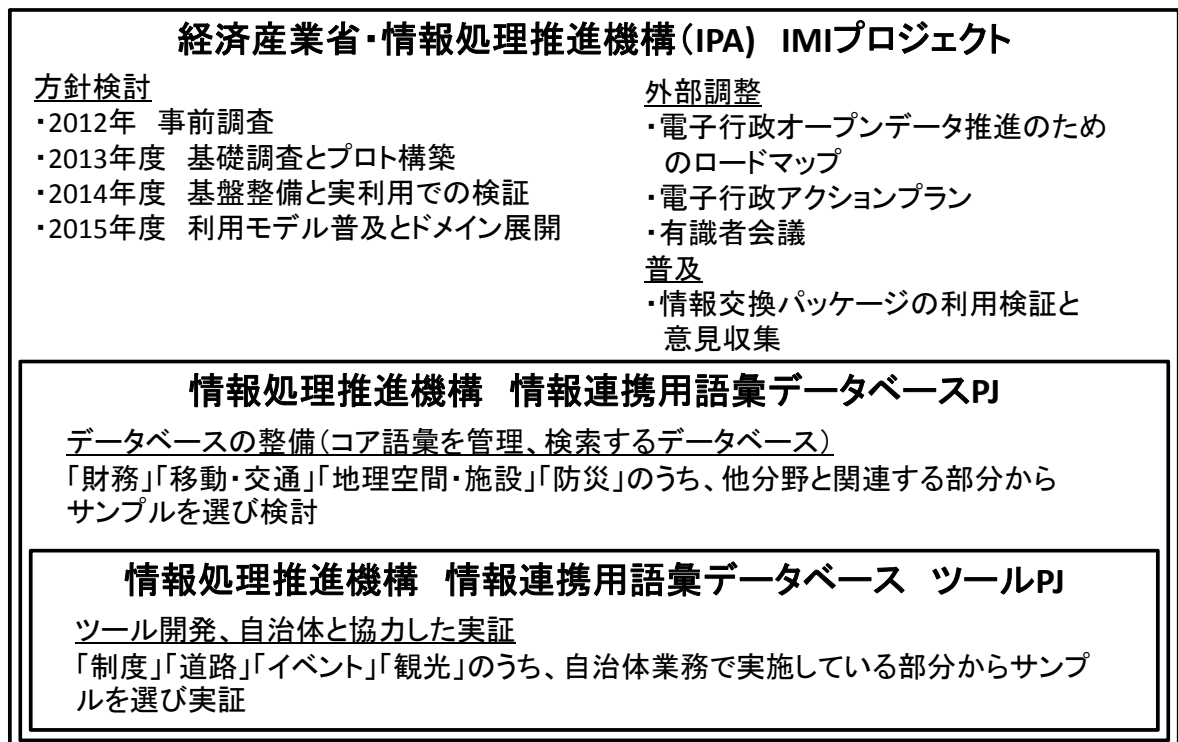 経済産業省・情報処理推進機構(IPA) IMIプロジェクト
方針検討
・2012年 事前調査
・2013年度 基礎調査とプロト構築
・2014年度 基盤整備と実利用での検証
・2015年度 利用モデル普及とドメイン展開
外部調整
・電子行政オープンデータ推進のため
のロードマップ
・電子行政アクションプラン
・有識者会議
普及
・情報交換パッケージの利用検証と
意見収集
情報処理推進機構 情報連携用語彙データベースPJ
データベースの整備(コア語彙を管理、検索するデータベース)
「財務」「移動・交通」「地理空間・施設」「防災」のうち、他分野と関連する部分から
サンプルを選び検討
情報処理推進機構 情報連携用語彙データベース ツールPJ
ツール開発、自治体と協力した実証
「制度」「道路」「イベント」「観光」のうち、自治体業務で実施している部分からサンプ
ルを選び実証